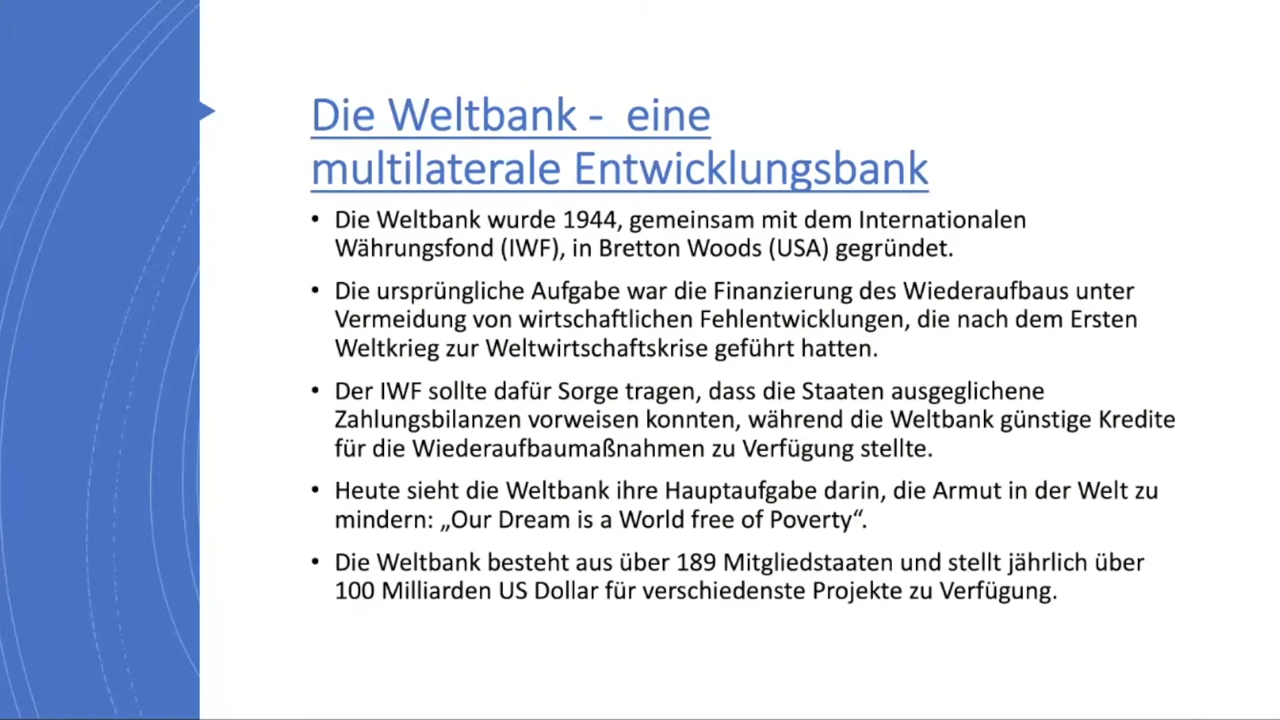 Die Weltbank -  eine
multilaterale Entwicklungsbank
• Die Weltbank wurde 1944, gemeinsam mit dem Internationalen
Währungsfond (IWF), in Bretton Woods (USA) gegründet.
• Die ursprüngliche Aufgabe war die Finanzierung des Wiederaufbaus unter
Vermeidung von wirtschaftlichen Fehlentwicklungen, die nach dem Ersten
Weltkrieg zur Weltwirtschaftskrise geführt hatten.
• Der IWF sollte dafür Sorge tragen, dass die Staaten ausgeglichene
Zahlungsbilanzen vorweisen konnten, während die Weltbank günstige Kredite
für die Wiederaufbaumaßnahmen zu Verfügung stellte.
• Heute sieht die Weltbank ihre Hauptaufgabe darin, die Armut in der Welt zu
mindern: „Our Dream is a World free of Poverty“.
• Die Weltbank besteht aus über 189 Mitgliedstaaten und stellt jährlich über
100 Milliarden US Dollar für verschiedenste Projekte zu Verfügung.